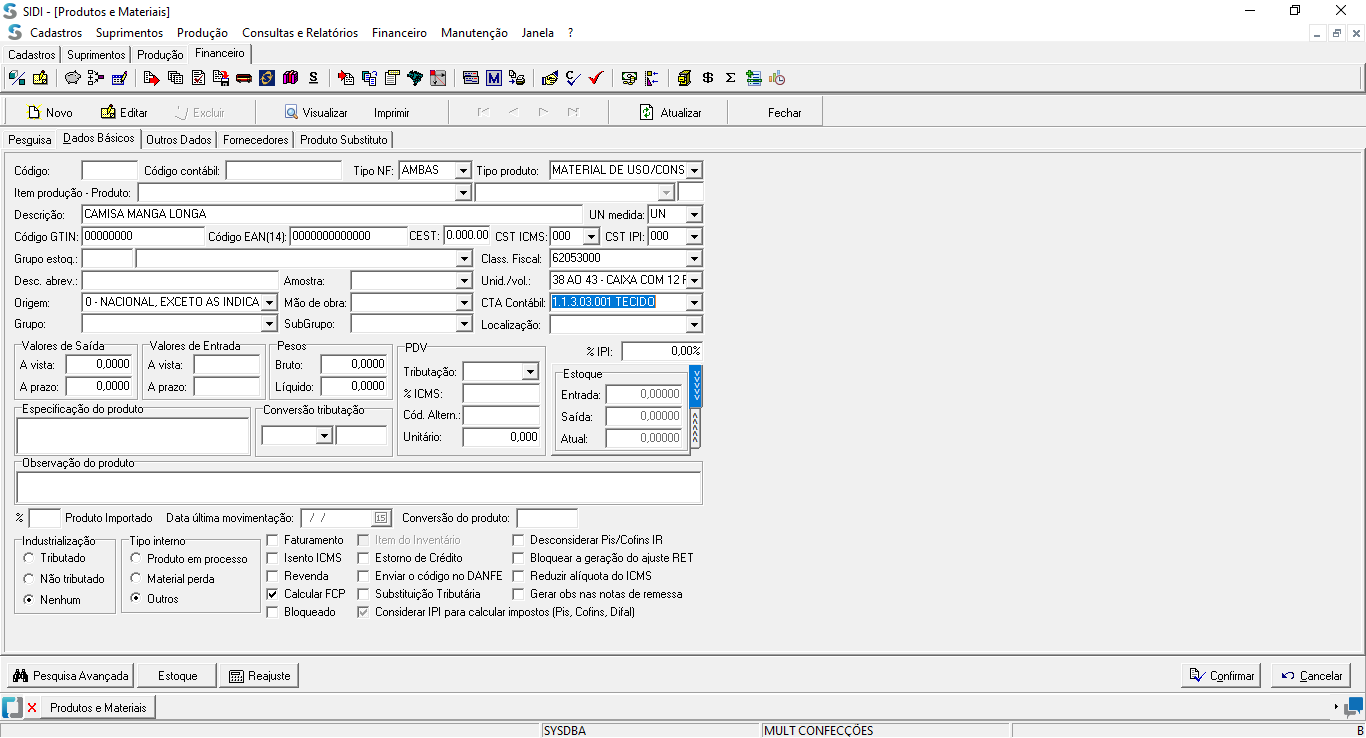 SIDI - [Produtos e Materiais]
Cadastros Suprimentos Produção Consultas e Relatórios Financeiro Manutenção Janela ?
Cadastros Suprimentos Produção Financeiro
Novo Editar Excluir Visualizar Imprimir Atualizar Fechar
Pesquisa Dados Básicos Outros Dados Fornecedores Produto Substituto
Código: Código contábil: Tipo NF: AMBAS Tipo produto: MATERIAL DE USO/CONS
Item produção - Produto:
Descrição: CAMISA MANGA LONGA UN medida: UN
Código GTIN: 00000000 Código EAN(14): 0000000000000 CEST: 0.000.00 CST ICMS: 000 CST IPI: 000
Grupo estoq.: Class. Fiscal: 62053000
Desc. abrev.: Amostra: Unid./vol.: 38 AO 43 - CAIXA COM 12 F
Origem: 0 - NACIONAL, EXCETO AS INDICA Mão de obra: CTA Contábil: 1.1.3.03.001 TECIDO
Grupo: SubGrupo: Localização:
Valores de Saída Valores de Entrada Pesos PDV % IPI: 0,00%
A vista: 0,0000 A vista: Bruto: 0,0000 Tributação: Estoque
A prazo: 0,0000 A prazo: Líquido: 0,0000 % ICMS: Entrada: 0,00000
Especificação do produto Conversão tributação Cód. Altern.: Saída: 0,00000
Unitário: 0,000 Atual: 0,00000
Observação do produto
% Produto Importado Data última movimentação: / / 15 Conversão do produto:
Industrialização Tipo interno Faturamento Item do Inventário Desconsiderar Pis/Cofins IR
Tributado Produto em processo Isento ICMS Estorno de Crédito Bloquear a geração do ajuste RET
Não tributado Material perda Revenda Enviar o código no DANFE Reduzir alíquota do ICMS
Nenhum Outros Calcular FCP Substituição Tributária Gerar obs nas notas de remessa
Bloqueado Considerar IPI para calcular impostos (Pis, Cofins, Difal)
Pesquisa Avançada Estoque Reajuste Confirmar Cancelar
Produtos e Materiais
SYSDBA MULT CONFECÇÕES B